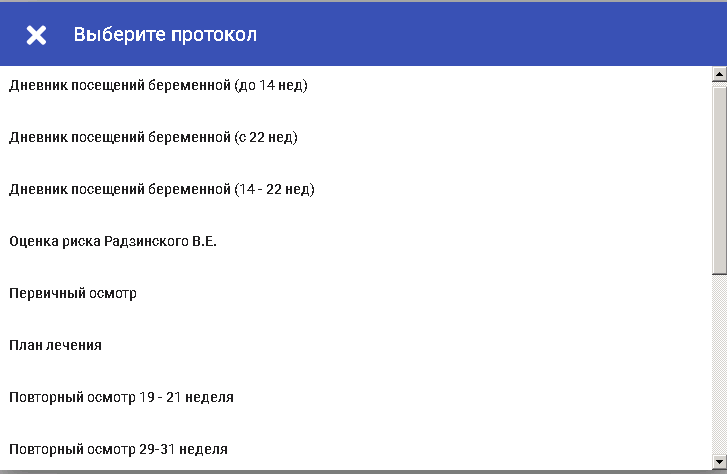 Выберите протокол
Дневник посещений беременной (до 14 нед)
Дневник посещений беременной (с 22 нед)
Дневник посещений беременной (14 - 22 нед)
Оценка риска Радзинского В.Е.
Первичный осмотр
План лечения
Повторный осмотр 19 - 21 неделя
Повторный осмотр 29-31 неделя